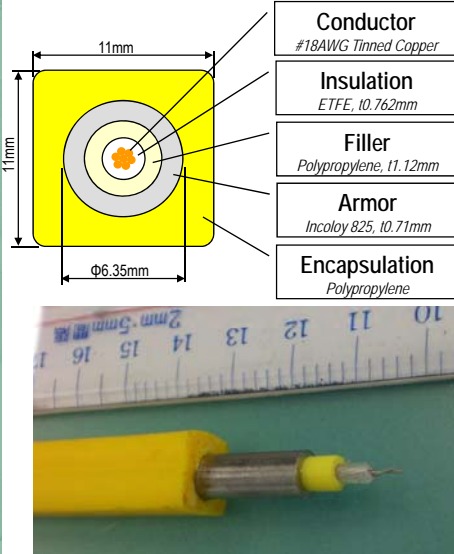 11mm
11mm
Φ6.35mm
Conductor
#18AWG Tinned Copper
Insulation
ETFE, t0.762mm
Filler
Polypropylene, t1.12mm
Armor
Incoloy 825, t0.71mm
Encapsulation
Polypropylene
2mm・5mm
16 15 14 13 12 11 10